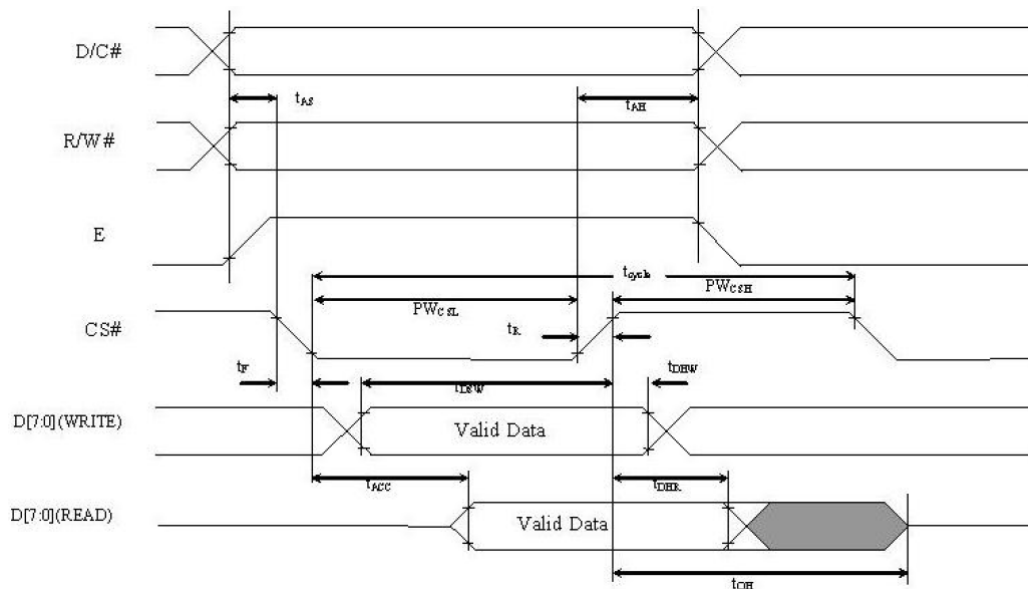 D/C#
tAS
tAH
R/W#
E
tcycle
PWCSL
PWCSH
CS#
tR
tF
tDSW
tDHW
D[7:0](WRITE)
Valid Data
tACC
tDHR
D[7:0](READ)
Valid Data
tOH